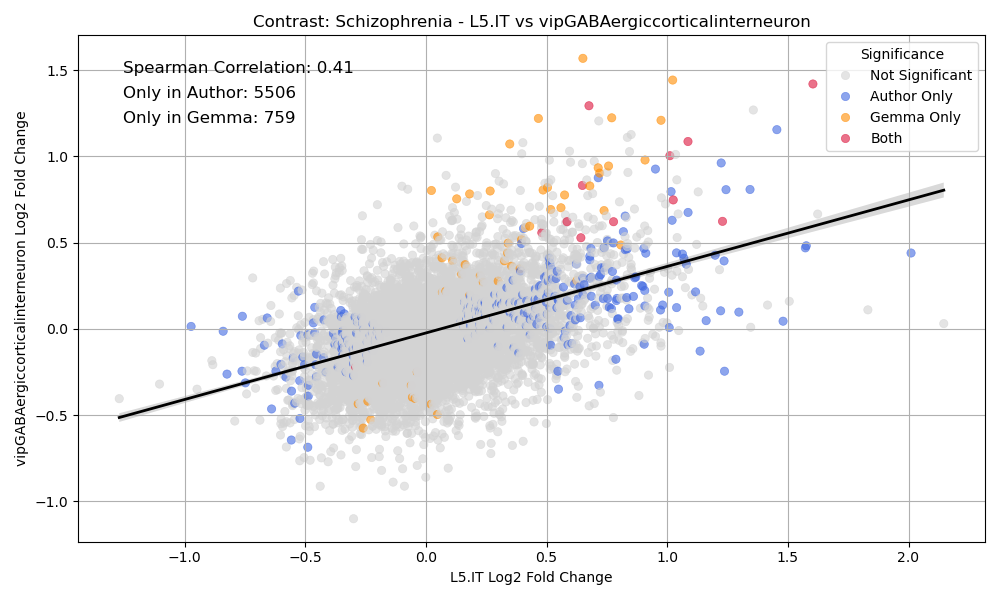 Contrast: Schizophrenia - L5.IT vs vipGABAergiccorticalinterneuron
Spearman Correlation: 0.41
Only in Author: 5506
Only in Gemma: 759
Significance
Not Significant
Author Only
Gemma Only
Both
vipGABAergiccorticalinterneuron Log2 Fold Change
1.5
1.0
0.5
0.0
−0.5
−1.0
−1.0 −0.5 0.0 0.5 1.0 1.5 2.0
L5.IT Log2 Fold Change